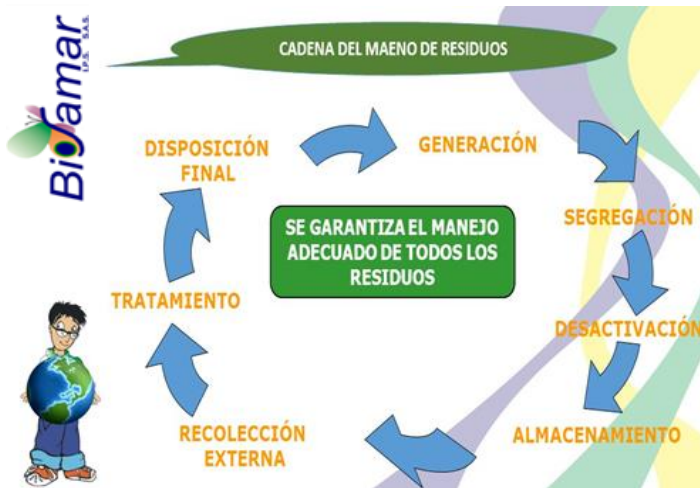 Biofamar
I.P.S. S.A.S.
CADENA DEL MAENO DE RESIDUOS
GENERACIÓN
SEGREGACIÓN
DESACTIVACIÓN
ALMACENAMIENTO
RECOLECCIÓN
EXTERNA
TRATAMIENTO
DISPOSICIÓN
FINAL
SE GARANTIZA EL MANEJO
ADECUADO DE TODOS LOS
RESIDUOS